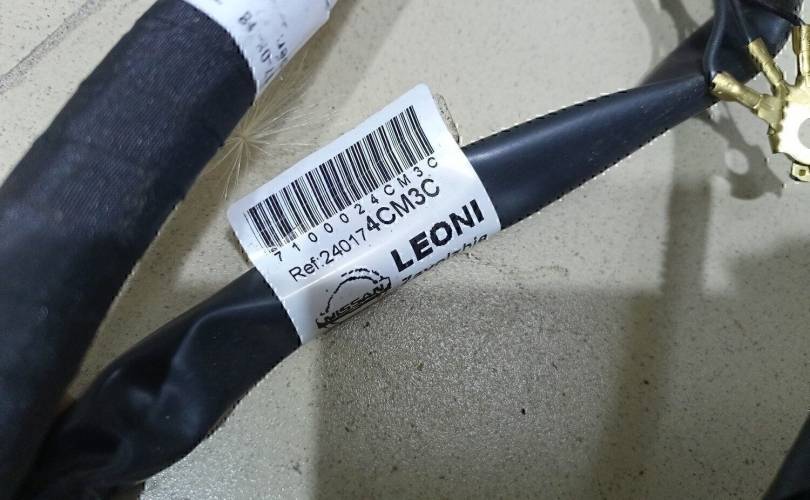 7100024CM3C
Ref:240174CM3C
LEONI
NISSAN